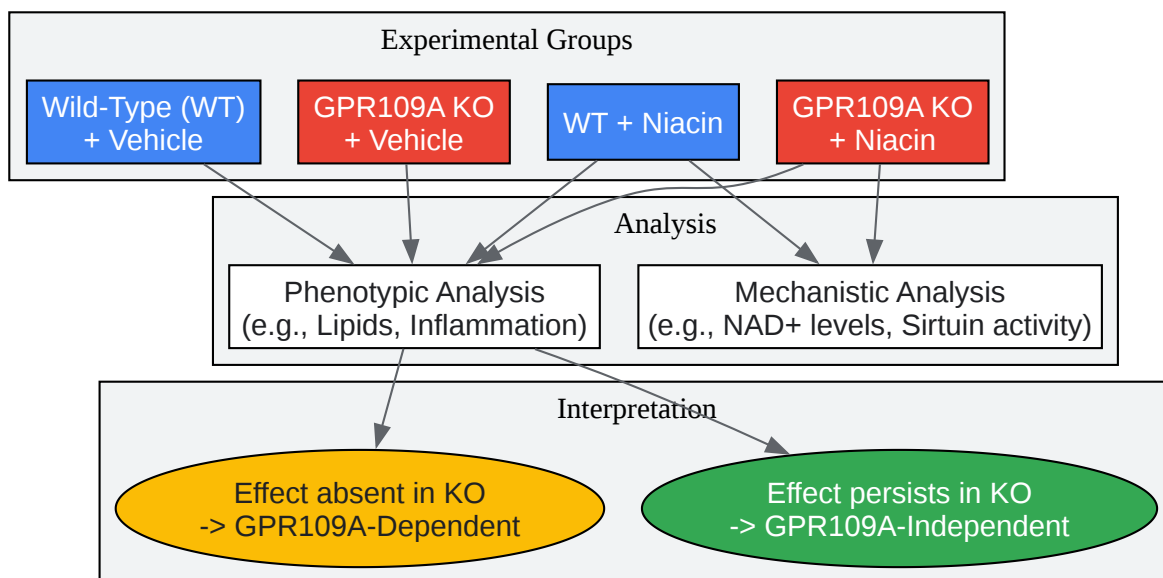 Experimental Groups
Wild-Type (WT)
+ Vehicle
GPR109A KO
+ Vehicle
WT + Niacin
GPR109A KO
+ Niacin
Analysis
Phenotypic Analysis
(e.g., Lipids, Inflammation)
Mechanistic Analysis
(e.g., NAD+ levels, Sirtuin activity)
Interpretation
Effect absent in KO
-> GPR109A-Dependent
Effect persists in KO
-> GPR109A-Independent